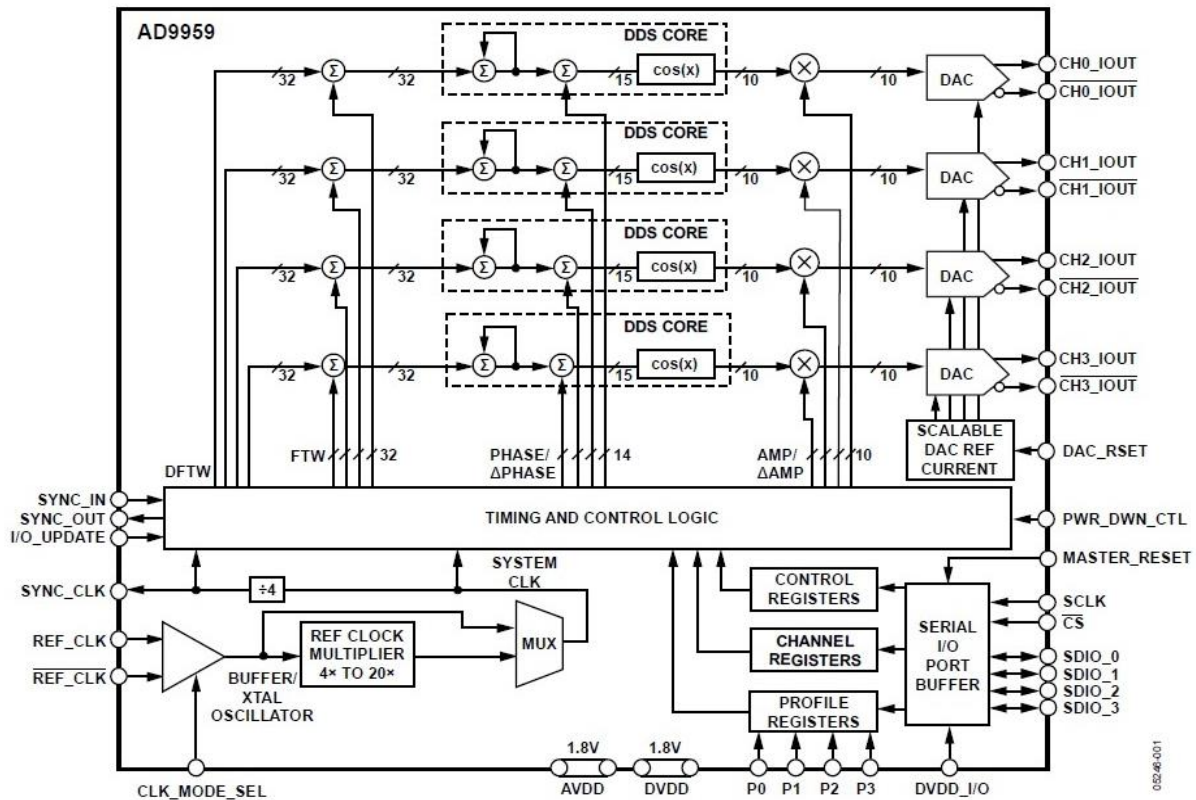 AD9959
DDS CORE
32
Σ
32
Σ
Σ
15
cos(x)
10
×
10
DAC
CH0_IOUT
CH0_IOUT
DDS CORE
32
Σ
32
Σ
Σ
15
cos(x)
10
×
10
DAC
CH1_IOUT
CH1_IOUT
DDS CORE
32
Σ
32
Σ
Σ
15
cos(x)
10
×
10
DAC
CH2_IOUT
CH2_IOUT
DDS CORE
32
Σ
32
Σ
Σ
15
cos(x)
10
×
10
DAC
CH3_IOUT
CH3_IOUT
DFTW
FTW
32
PHASE/
ΔPHASE
14
AMP/
ΔAMP
10
SCALABLE
DAC REF
CURRENT
DAC_RSET
SYNC_IN
SYNC_OUT
I/O_UPDATE
TIMING AND CONTROL LOGIC
PWR_DWN_CTL
MASTER_RESET
SYNC_CLK
÷4
SYSTEM
CLK
REF_CLK
REF_CLK
BUFFER/
XTAL
OSCILLATOR
REF CLOCK
MULTIPLIER
4× TO 20×
MUX
CONTROL
REGISTERS
CHANNEL
REGISTERS
PROFILE
REGISTERS
SERIAL
I/O
PORT
BUFFER
SCLK
CS
SDIO_0
SDIO_1
SDIO_2
SDIO_3
CLK_MODE_SEL
1.8V
AVDD
1.8V
DVDD
P0
P1
P2
P3
DVDD_I/O
05246-001